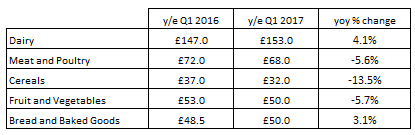 y/e Q1 2016 y/e Q1 2017 yoy % change
Dairy £147.0 £153.0 4.1%
Meat and Poultry £72.0 £68.0 -5.6%
Cereals £37.0 £32.0 -13.5%
Fruit and Vegetables £53.0 £50.0 -5.7%
Bread and Baked Goods £48.5 £50.0 3.1%